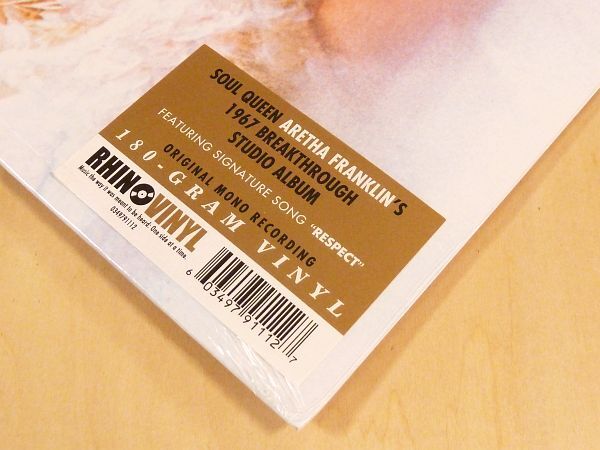 SOUL QUEEN ARETHA FRANKLIN'S
1967 BREAKTHROUGH
STUDIO ALBUM
FEATURING SIGNATURE SONG "RESPECT"
ORIGINAL MONO RECORDING
180-GRAM VINYL
RHINO VINYL
Music the way it was meant to be heard: One side at a time.
0349791112
6 03497 91112 7